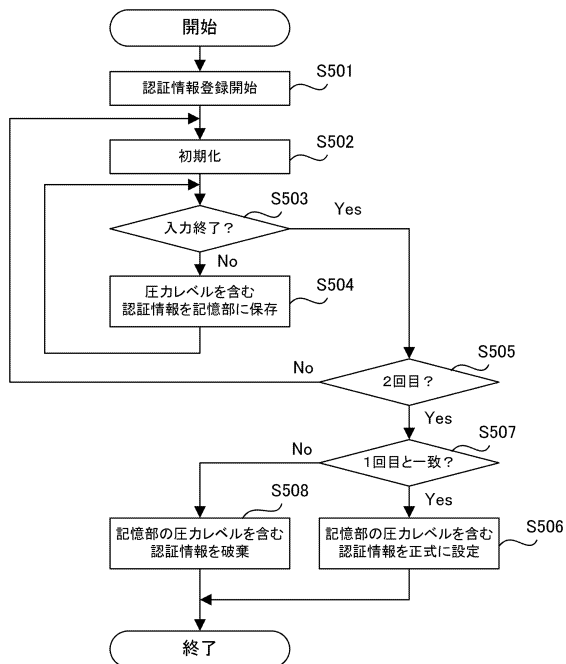 開始
S501
認証情報登録開始
S502
初期化
S503
入力終了?
Yes
No
S504
圧力レベルを含む
認証情報を記憶部に保存
S505
2回目?
No
Yes
S507
1回目と一致?
No
Yes
S508
記憶部の圧力レベルを含む
認証情報を破棄
S506
記憶部の圧力レベルを含む
認証情報を正式に設定
終了